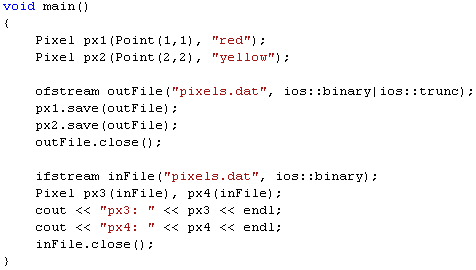 void main()
{
    Pixel px1(Point(1,1), "red");
    Pixel px2(Point(2,2), "yellow");

    ofstream outFile("pixels.dat", ios::binary|ios::trunc);
    px1.save(outFile);
    px2.save(outFile);
    outFile.close();

    ifstream inFile("pixels.dat", ios::binary);
    Pixel px3(inFile), px4(inFile);
    cout << "px3: " << px3 << endl;
    cout << "px4: " << px4 << endl;
    inFile.close();
}